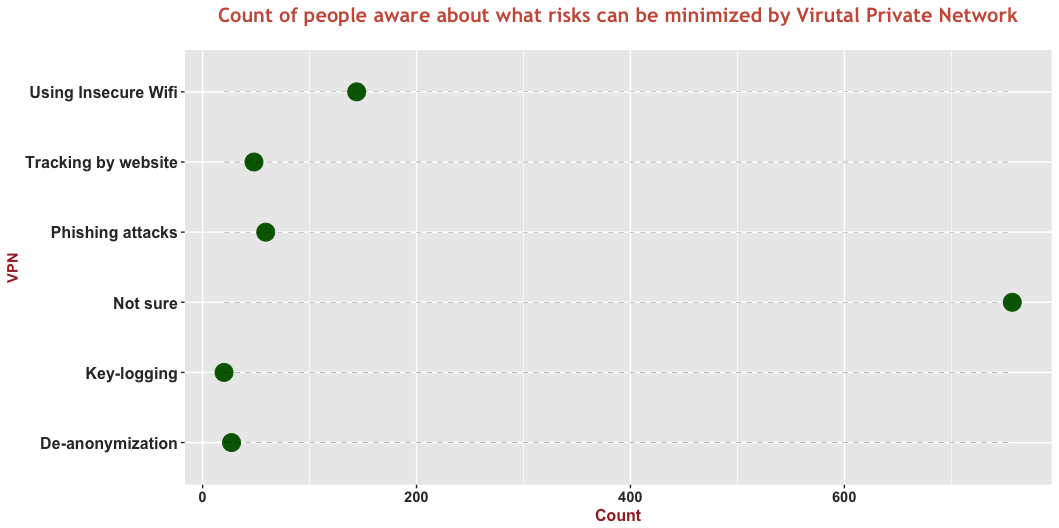 Count of people aware about what risks can be minimized by Virutal Private Network
Using Insecure Wifi
Tracking by website
Phishing attacks
Not sure
Key-logging
De-anonymization
VPN
0 200 400 600
Count